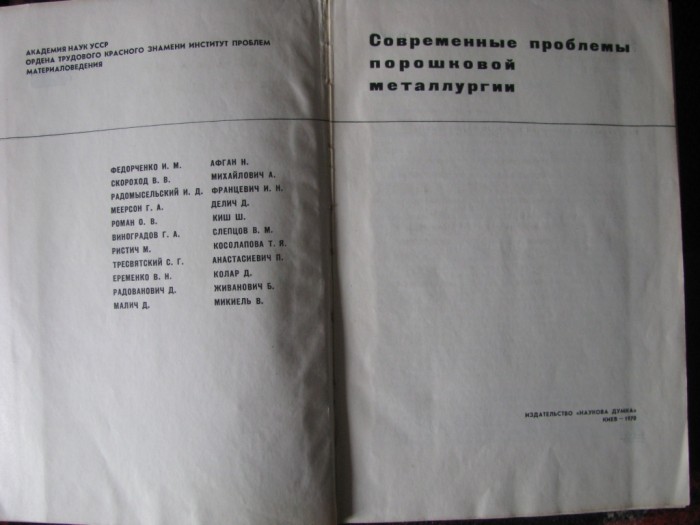 АКАДЕМИЯ НАУК УССР
ОРДЕНА ТРУДОВОГО КРАСНОГО ЗНАМЕНИ ИНСТИТУТ ПРОБЛЕМ
МАТЕРИАЛОВЕДЕНИЯ
ФЕДОРЧЕНКО И. М.
СКОРОХОД В. В.
РАДОМЫСЕЛЬСКИЙ И. Д.
МЕЕРСОН Г. А.
РОМАН О. В.
ВИНОГРАДОВ Г. А.
РИСТИЧ М.
ТРЕСВЯТСКИЙ С. Г.
ЕРЕМЕНКО В. Н.
РАДОВАНОВИЧ Д.
МАЛИЧ Д.
АФГАН Н.
МИХАЙЛОВИЧ А.
ФРАНЦЕВИЧ И. Н.
ДЕЛИЧ Д.
КИШ Ш.
СЛЕПЦОВ В. М.
КОСОЛАПОВА Т. Я.
АНАСТАСИЕВИЧ П.
КОЛАР Д.
ЖИВАНОВИЧ Б.
МИКИЕЛЬ В.
Современные проблемы
порошковой
металлургии
ИЗДАТЕЛЬСТВО «НАУКОВА ДУМКА»
КИЕВ — 1970